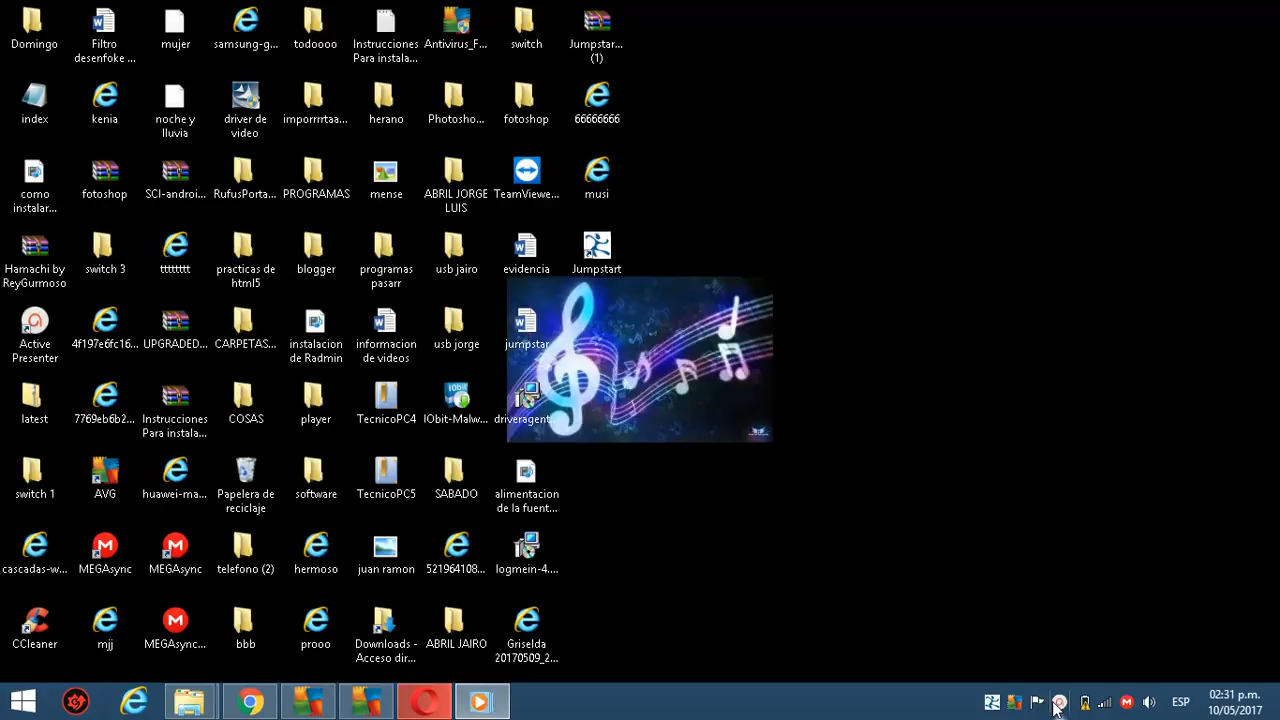 Domingo
Filtro
desenfoke ...
mujer
samsung-g...
todoooo
Instrucciones
Para instala...
Antivirus_F...
switch
Jumpstar...
(1)
index
kenia
noche y
lluvia
driver de
video
imporrrtaa...
herano
Photosho...
fotoshop
66666666
como
instalar...
fotoshop
SCI-androi...
RufusPorta...
PROGRAMAS
mense
ABRIL JORGE
LUIS
TeamViewe...
musi
Hamachi by
ReyGurmoso
switch 3
tttttttt
practicas de
html5
blogger
programas
pasarr
usb jairo
evidencia
Jumpstart
Active
Presenter
4f197e6fc16...
UPGRADED...
CARPETAS...
instalacion
de Radmin
informacion
de videos
usb jorge
jumpstar
latest
7769eb6b2...
Instrucciones
Para instala...
COSAS
player
TecnicoPC4
IObit-Malw...
driveragent...
switch 1
AVG
huawei-ma...
Papelera de
reciclaje
software
TecnicoPC5
SABADO
alimentacion
de la fuent...
cascadas-w...
MEGAsync
MEGAsync
telefono (2)
hermoso
juan ramon
521964108...
logmein-4....
CCleaner
mjj
MEGAsync...
bbb
prooo
Downloads -
Acceso dir...
ABRIL JAIRO
Griselda
20170509_2...
ESP
02:31 p.m.
10/05/2017